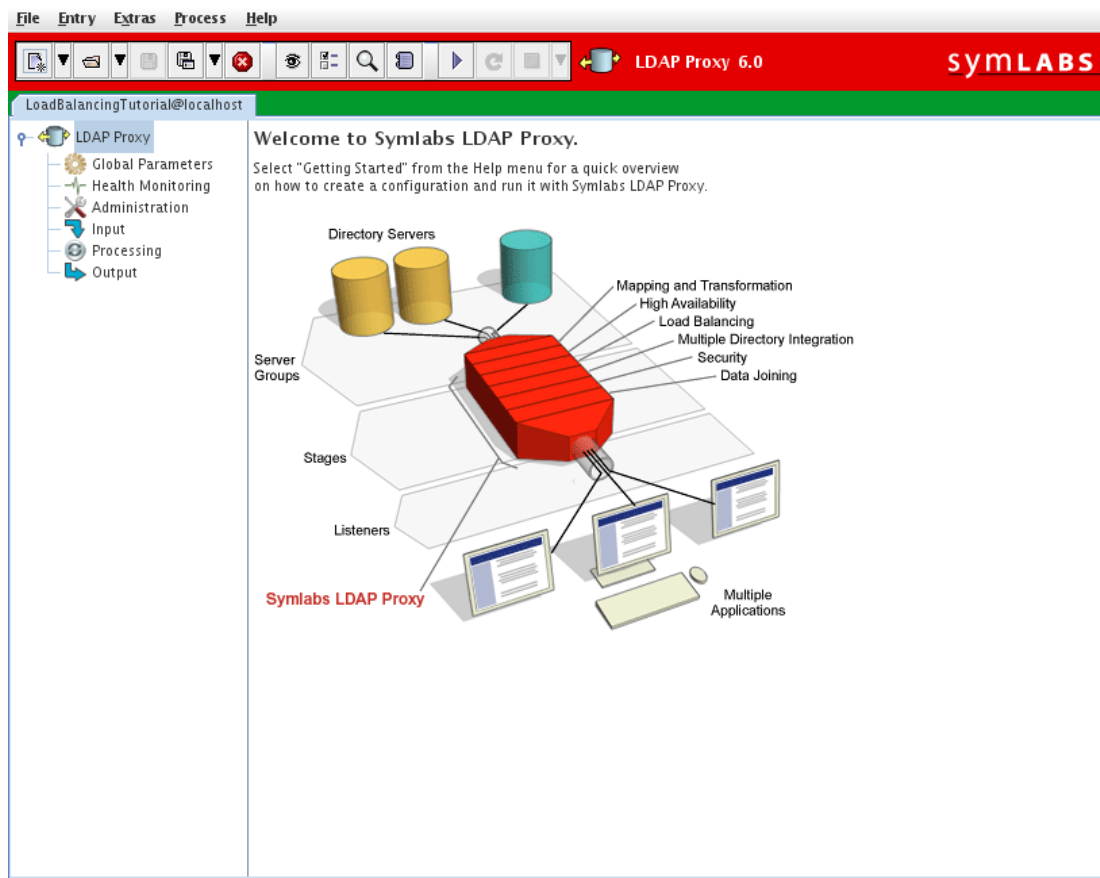 File Entry Extras Process Help
LDAP Proxy 6.0
symLABS
LoadBalancingTutorial@localhost
LDAP Proxy
Global Parameters
Health Monitoring
Administration
Input
Processing
Output
Welcome to Symlabs LDAP Proxy.
Select "Getting Started" from the Help menu for a quick overview
on how to create a configuration and run it with Symlabs LDAP Proxy.
Directory Servers
Mapping and Transformation
High Availability
Load Balancing
Multiple Directory Integration
Security
Data Joining
Server
Groups
Stages
Listeners
Symlabs LDAP Proxy
Multiple
Applications